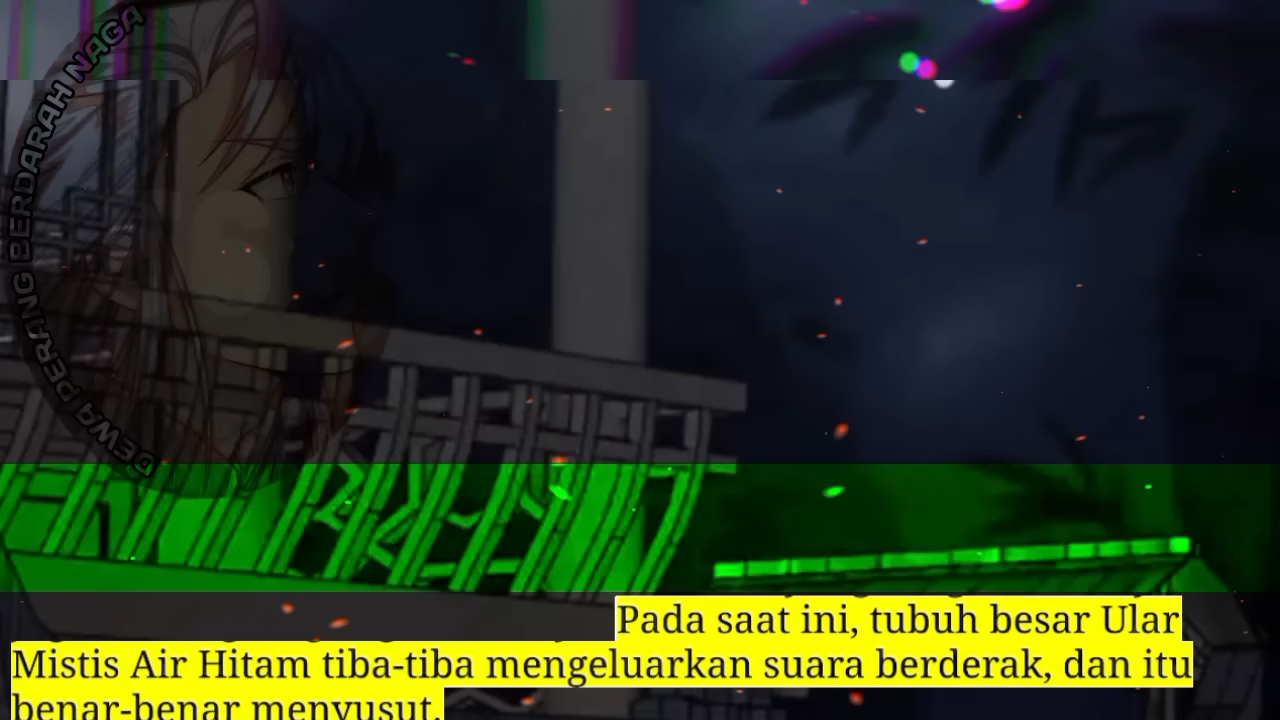 DEWA PERANG BERDARAH NAGA
Pada saat ini, tubuh besar Ular
Mistis Air Hitam tiba-tiba mengeluarkan suara berderak, dan itu
benar-benar menyusut.